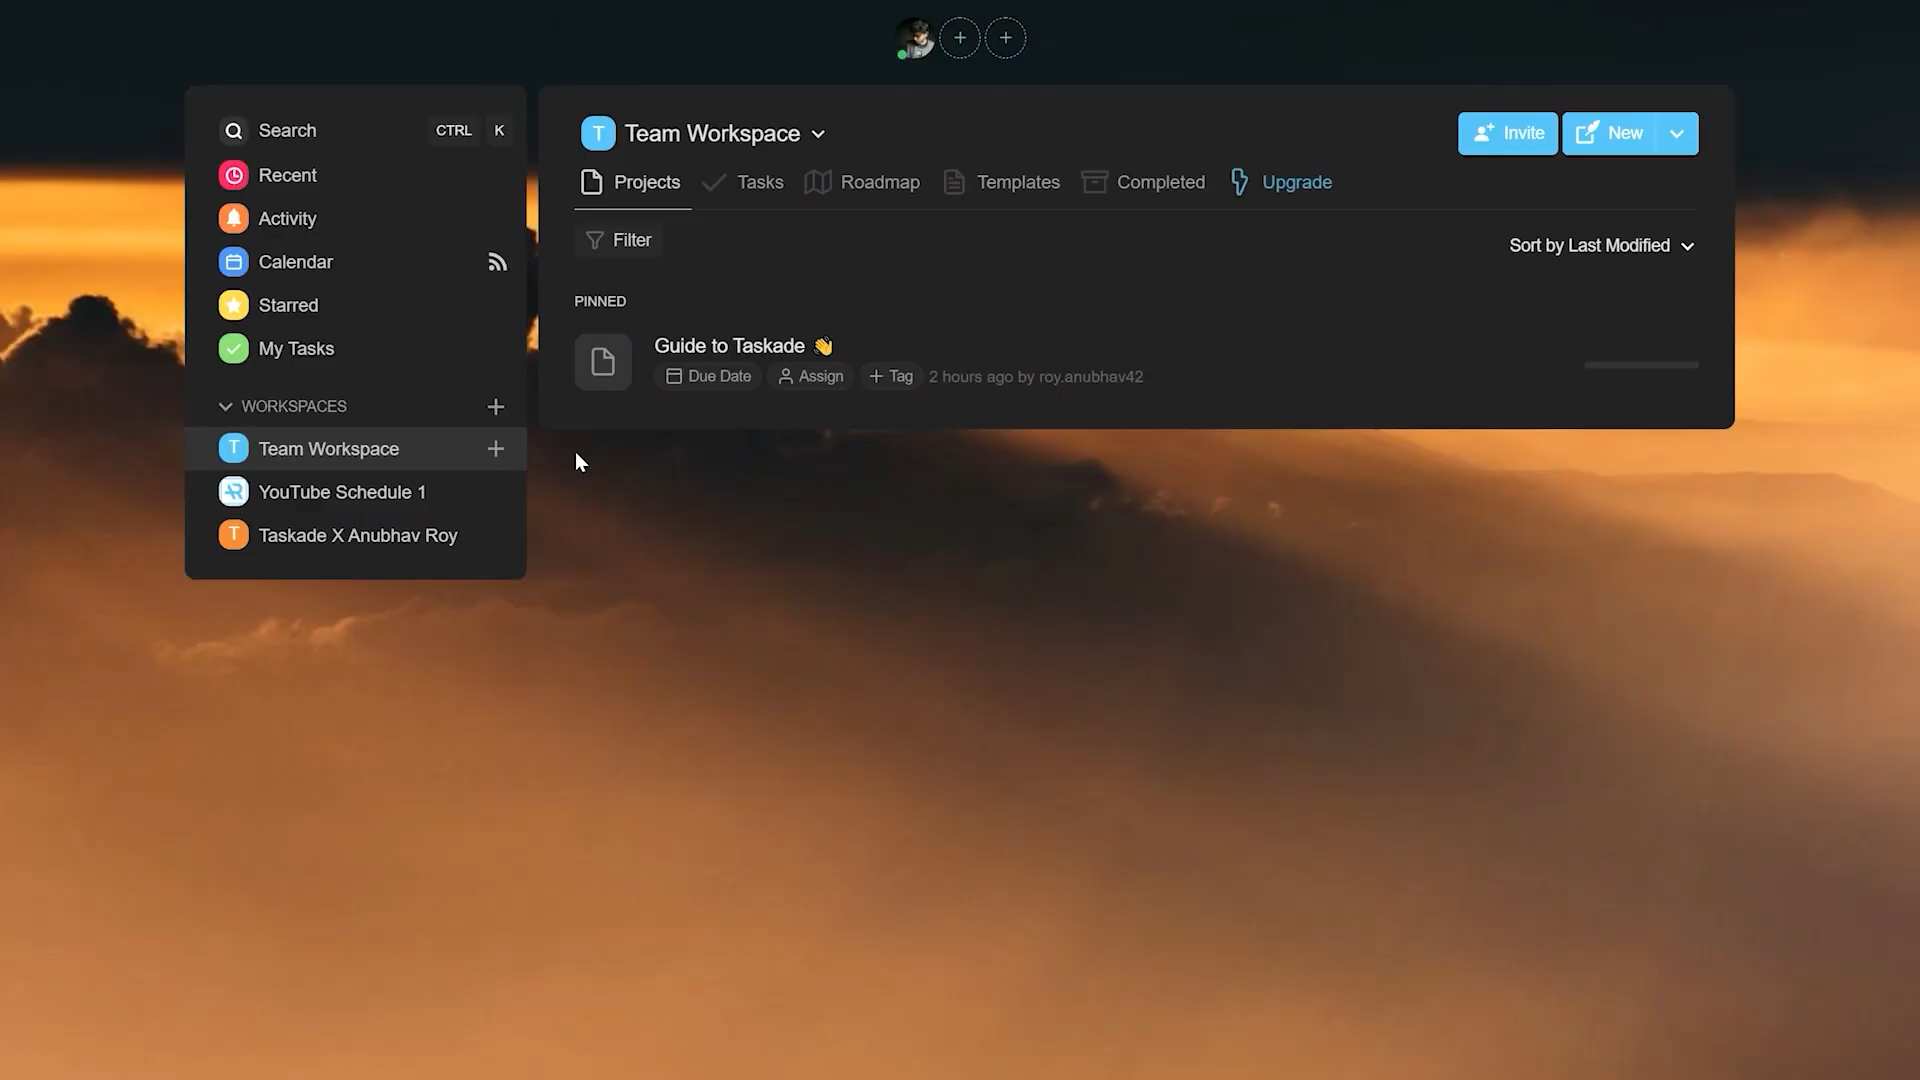 Search CTRL K
Recent
Activity
Calendar
Starred
My Tasks
WORKSPACES
T Team Workspace
YouTube Schedule 1
T Taskade X Anubhav Roy
T Team Workspace
Invite
New
Projects Tasks Roadmap Templates Completed Upgrade
Filter
Sort by Last Modified
PINNED
Guide to Taskade 👋
Due Date Assign + Tag 2 hours ago by roy.anubhav42